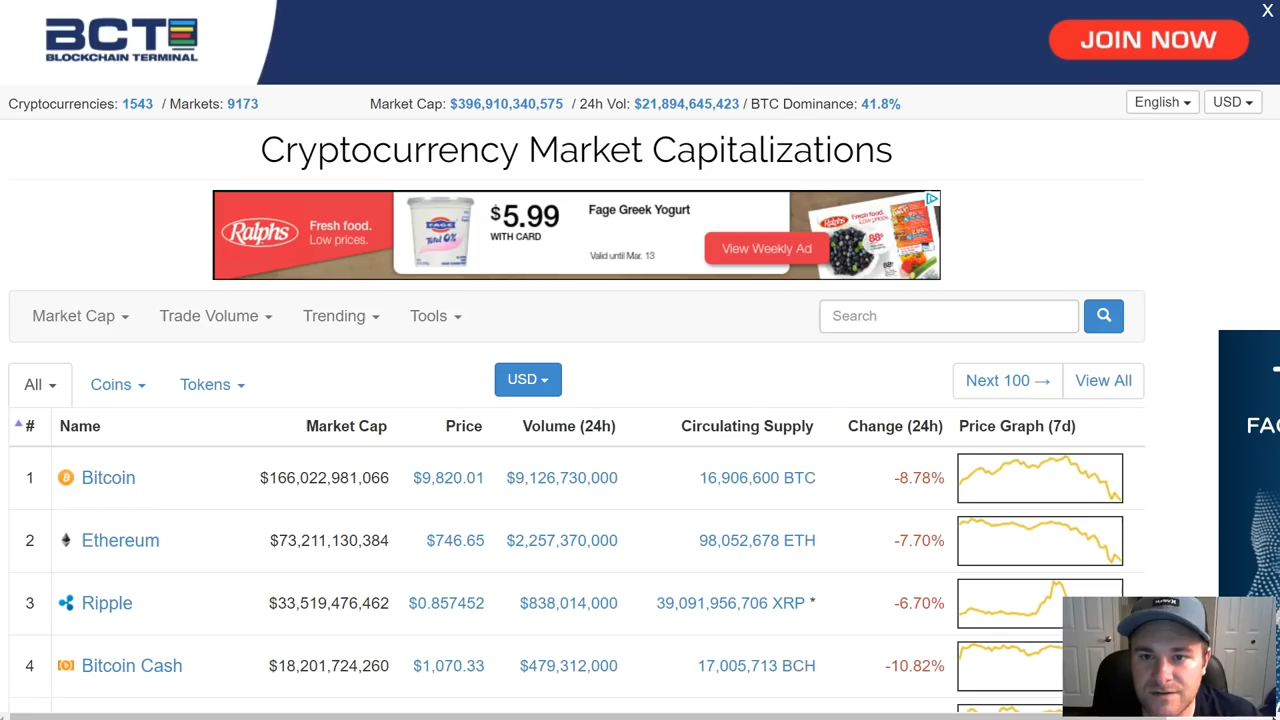 X
BCT
BLOCKCHAIN TERMINAL
JOIN NOW
Cryptocurrencies: 1543 / Markets: 9173 Market Cap: $396,910,340,575 / 24h Vol: $21,894,645,423 / BTC Dominance: 41.8% English USD
Cryptocurrency Market Capitalizations
Ralphs Fresh food. Low prices.
FAGE
Total 0%
$5.99
WITH CARD
Fage Greek Yogurt
Valid until Mar. 13
View Weekly Ad
Ralphs
88¢
Market Cap Trade Volume Trending Tools Search
All Coins Tokens USD Next 100 → View All
# Name Market Cap Price Volume (24h) Circulating Supply Change (24h) Price Graph (7d)
1 Bitcoin $166,022,981,066 $9,820.01 $9,126,730,000 16,906,600 BTC -8.78%
2 Ethereum $73,211,130,384 $746.65 $2,257,370,000 98,052,678 ETH -7.70%
3 Ripple $33,519,476,462 $0.857452 $838,014,000 39,091,956,706 XRP * -6.70%
4 Bitcoin Cash $18,201,724,260 $1,070.33 $479,312,000 17,005,713 BCH -10.82%